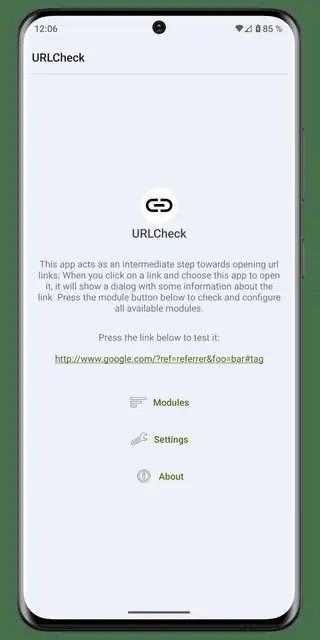 12:06
85 %
URLCheck
URLCheck
This app acts as an intermediate step towards opening url
links. When you click on a link and choose this app to open
it, it will show a dialog with some information about the
link. Press the module button below to check and configure
all available modules.
Press the link below to test it:
http://www.google.com/?ref=referrer&foo=bar#tag
Modules
Settings
About